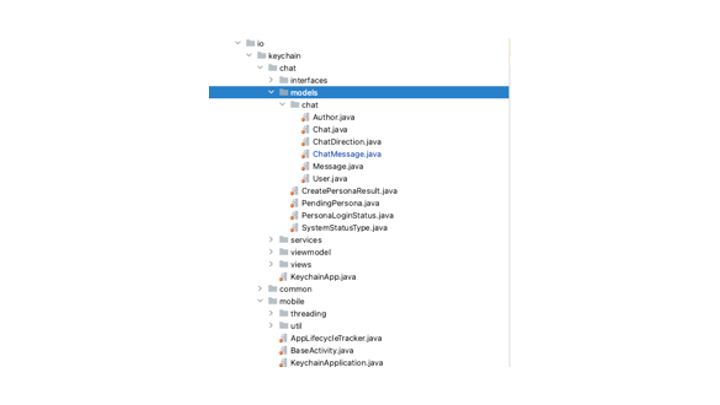 io
keychain
chat
interfaces
models
chat
Author.java
Chat.java
ChatDirection.java
ChatMessage.java
Message.java
User.java
CreatePersonaResult.java
PendingPersona.java
PersonaLoginStatus.java
SystemStatusType.java
services
viewmodel
views
KeychainApp.java
common
mobile
threading
util
AppLifecycleTracker.java
BaseActivity.java
KeychainApplication.java